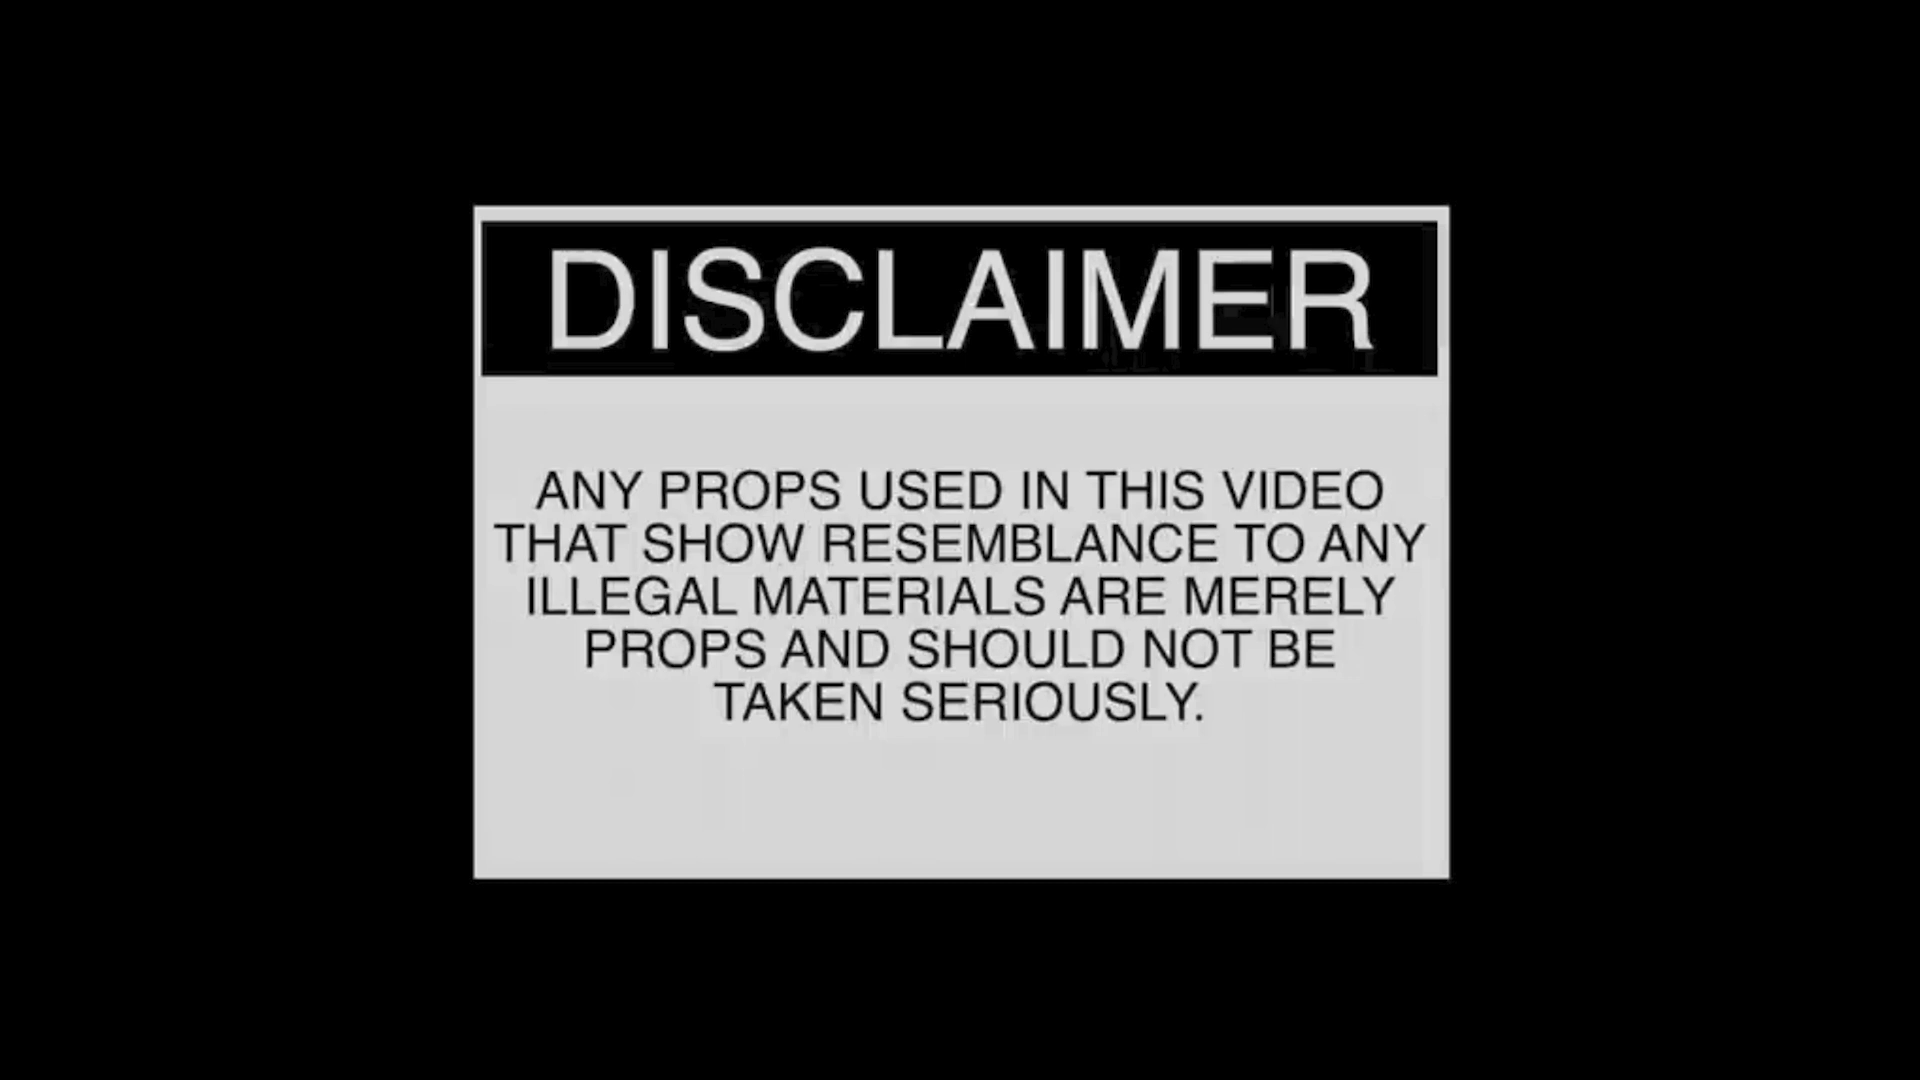 DISCLAIMER
ANY PROPS USED IN THIS VIDEO
THAT SHOW RESEMBLANCE TO ANY
ILLEGAL MATERIALS ARE MERELY
PROPS AND SHOULD NOT BE
TAKEN SERIOUSLY.